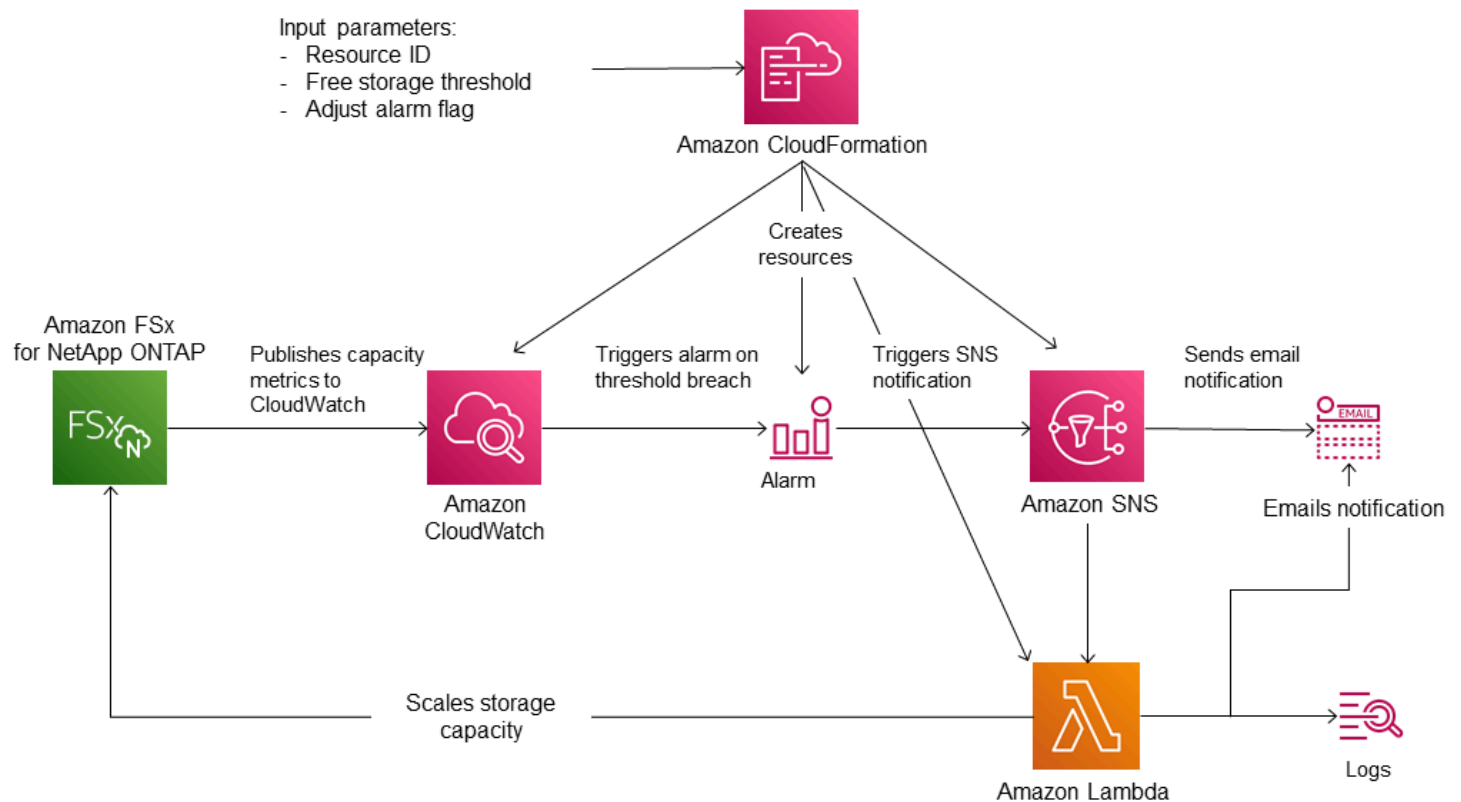 Input parameters:
- Resource ID
- Free storage threshold
- Adjust alarm flag
Amazon CloudFormation
Creates
resources
Amazon FSx
for NetApp ONTAP
FSx
N
Publishes capacity
metrics to
CloudWatch
Amazon
CloudWatch
Triggers alarm on
threshold breach
Alarm
Triggers SNS
notification
Amazon SNS
Sends email
notification
EMAIL
Emails notification
Scales storage
capacity
Amazon Lambda
Logs